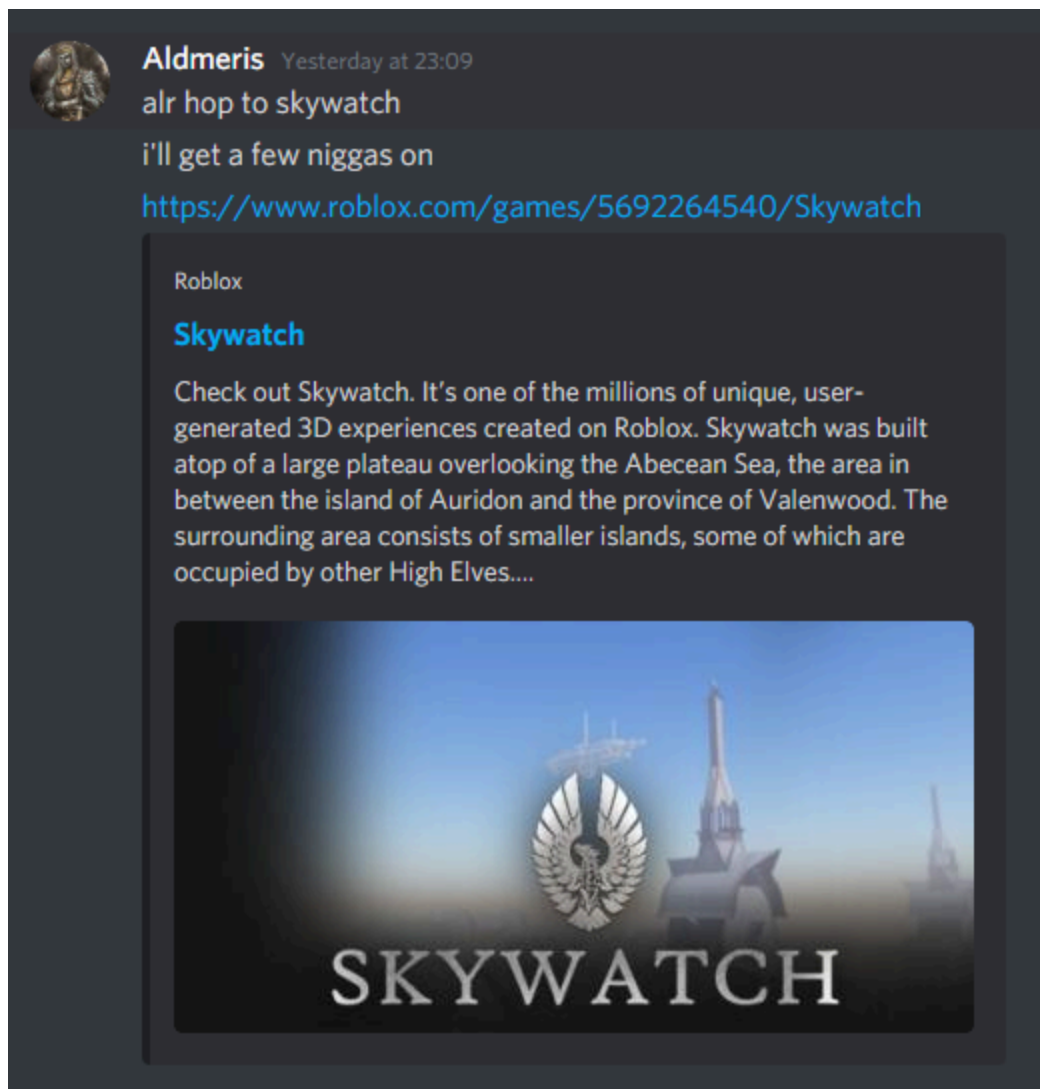 Aldmeris Yesterday at 23:09
alr hop to skywatch
i'll get a few niggas on
https://www.roblox.com/games/5692264540/Skywatch
Roblox
Skywatch
Check out Skywatch. It's one of the millions of unique, user-
generated 3D experiences created on Roblox. Skywatch was built
atop of a large plateau overlooking the Abecean Sea, the area in
between the island of Auridon and the province of Valenwood. The
surrounding area consists of smaller islands, some of which are
occupied by other High Elves....
SKYWATCH